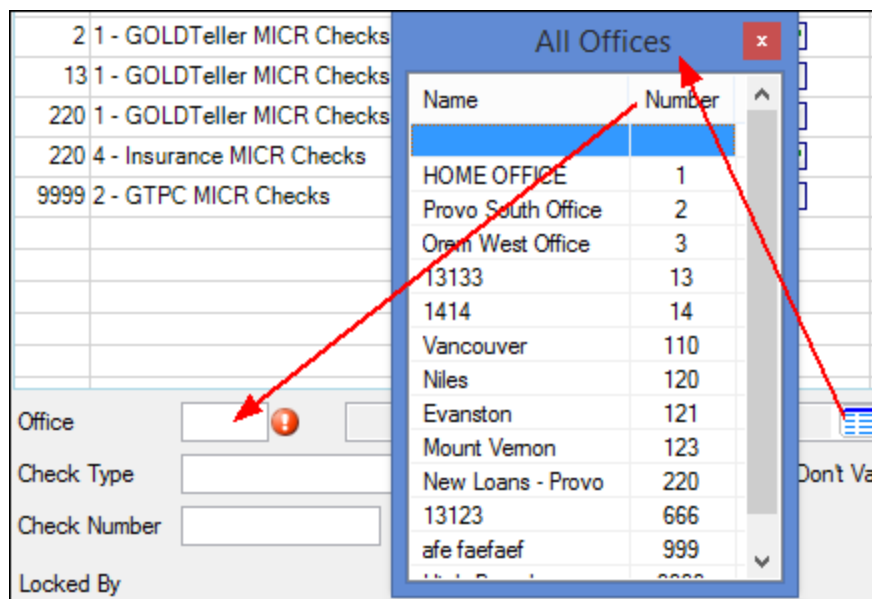 2 1 - GOLDTeller MICR Checks
13 1 - GOLDTeller MICR Checks
220 1 - GOLDTeller MICR Checks
220 4 - Insurance MICR Checks
9999 2 - GTPC MICR Checks
All Offices
x
Name Number
HOME OFFICE 1
Provo South Office 2
Orem West Office 3
13133 13
1414 14
Vancouver 110
Niles 120
Evanston 121
Mount Vernon 123
New Loans - Provo 220
13123 666
afe faefaef 999
Office
Check Type
Don't Va
Check Number
Locked By